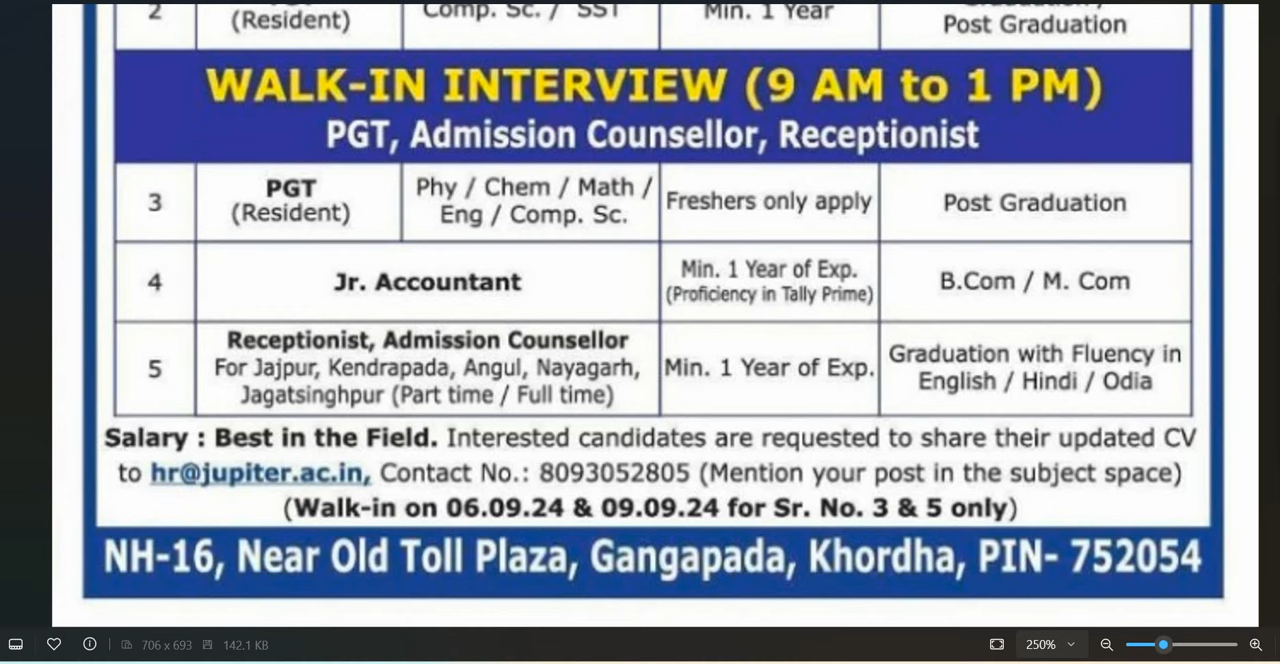 2
(Resident)
Comp. Sc. / SST
Min. 1 Year
Post Graduation
WALK-IN INTERVIEW (9 AM to 1 PM)
PGT, Admission Counsellor, Receptionist
3
PGT
(Resident)
Phy / Chem / Math /
Eng / Comp. Sc.
Freshers only apply
Post Graduation
4
Jr. Accountant
Min. 1 Year of Exp.
(Proficiency in Tally Prime)
B.Com / M. Com
5
Receptionist, Admission Counsellor
For Jajpur, Kendrapada, Angul, Nayagarh,
Jagatsinghpur (Part time / Full time)
Min. 1 Year of Exp.
Graduation with Fluency in
English / Hindi / Odia
Salary : Best in the Field. Interested candidates are requested to share their updated CV
to hr@jupiter.ac.in, Contact No.: 8093052805 (Mention your post in the subject space)
(Walk-in on 06.09.24 & 09.09.24 for Sr. No. 3 & 5 only)
NH-16, Near Old Toll Plaza, Gangapada, Khordha, PIN- 752054
706 x 693
142.1 KB
250%